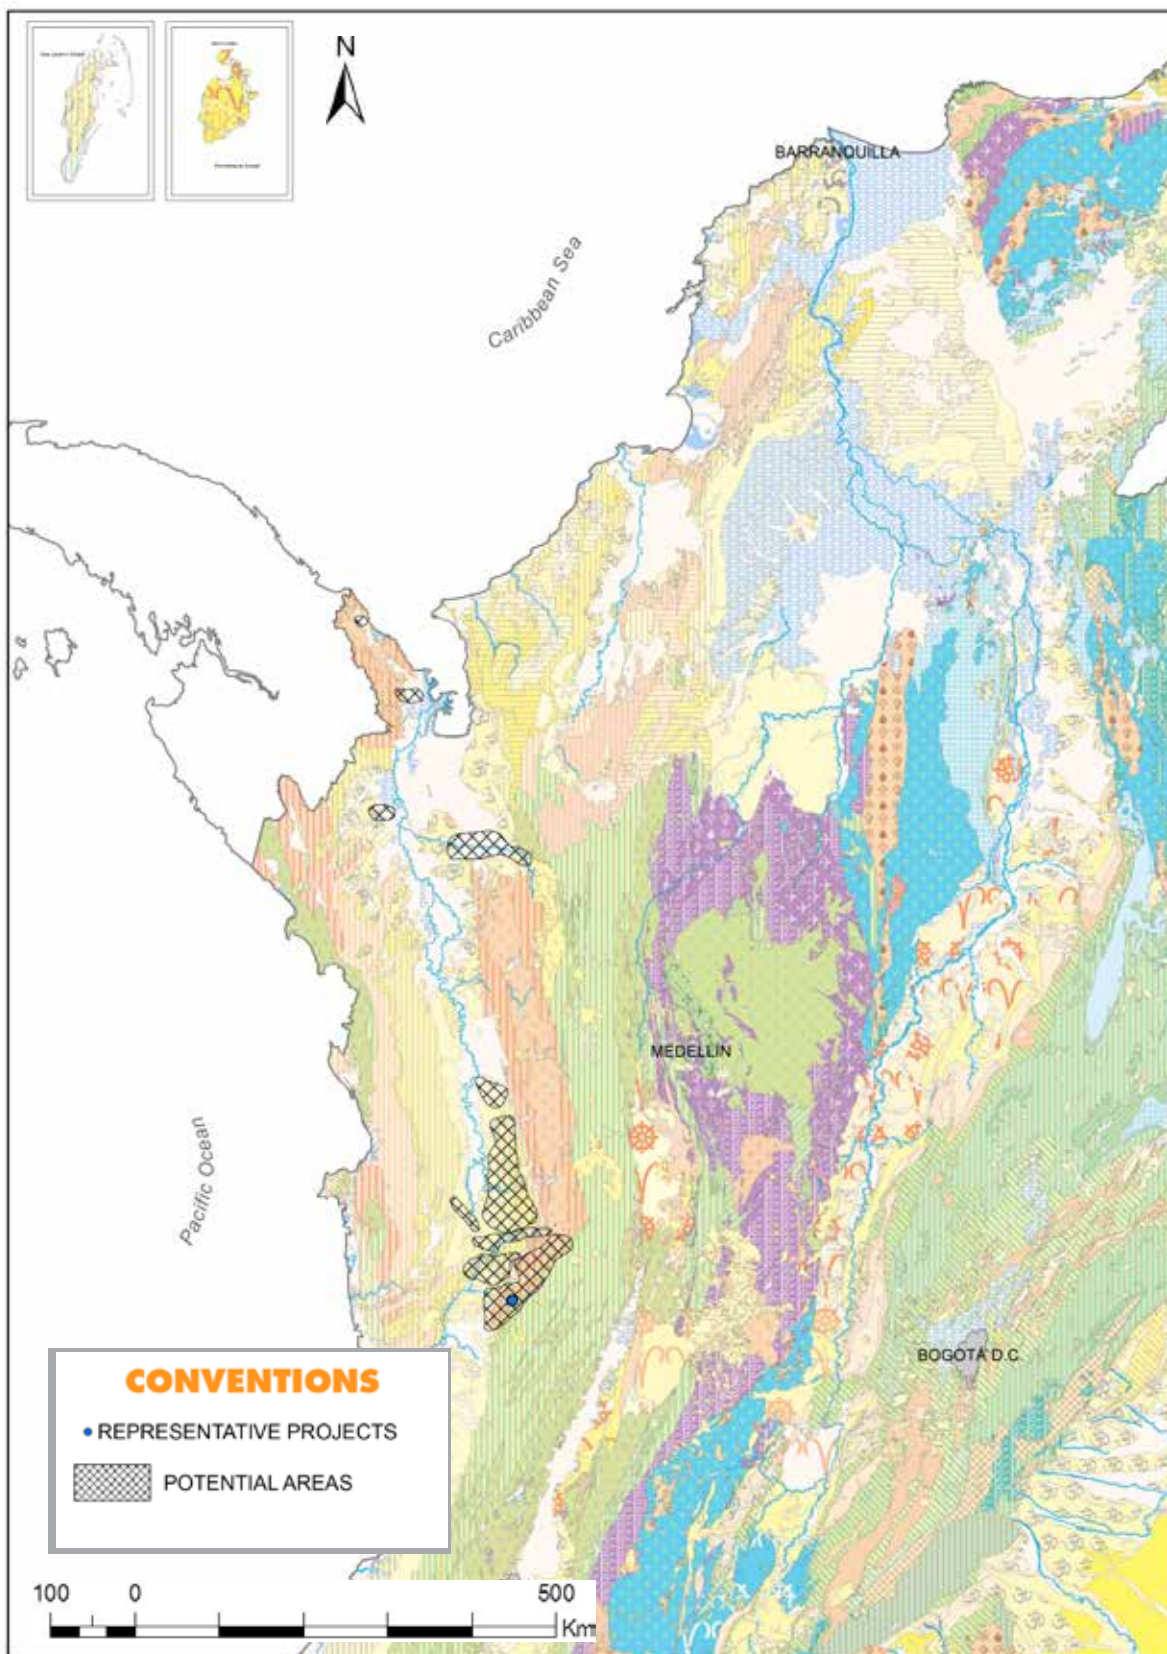 N
BARRANQUILLA
Caribbean Sea
MEDELLIN
Pacific Ocean
BOGOTA D.C.
CONVENTIONS
REPRESENTATIVE PROJECTS
POTENTIAL AREAS
100 0 500
Km